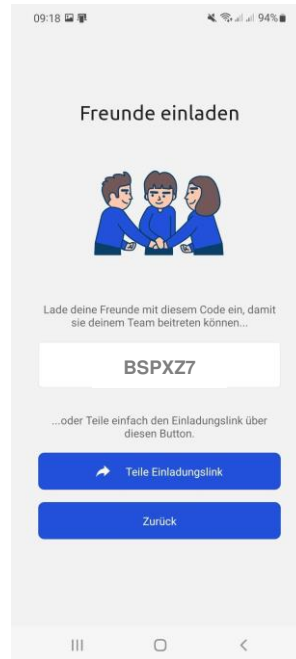 09:18 94%
Freunde einladen
Lade deine Freunde mit diesem Code ein, damit
sie deinem Team beitreten können...
BSPXZ7
...oder Teile einfach den Einladungslink über
diesen Button.
Teile Einladungslink
Zurück